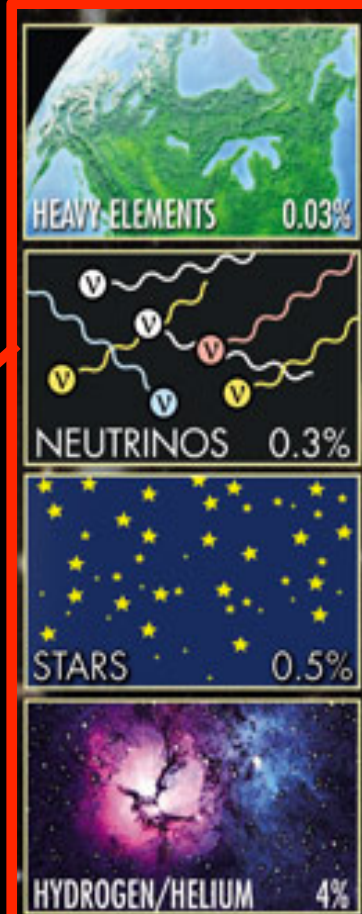 HEAVY ELEMENTS 0.03%
ν
ν
ν
ν
ν
ν
NEUTRINOS 0.3%
STARS 0.5%
HYDROGEN/HELIUM 4%